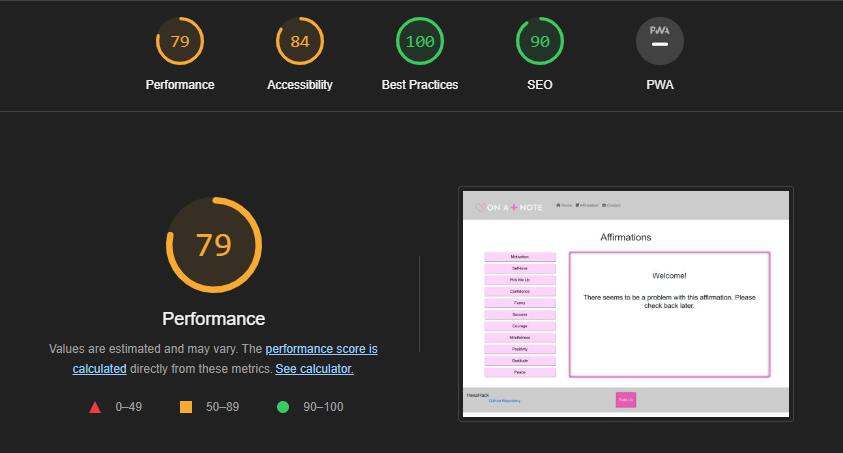 79
84
100
90
PWA
Performance
Accessibility
Best Practices
SEO
PWA
79
Performance
Values are estimated and may vary. The performance score is
calculated directly from these metrics. See calculator.
0–49
50–89
90–100
ON A + NOTE
Home
Affirmation
Contact
Affirmations
Motivation
Self-love
Pick Me Up
Confidence
Funny
Success
Courage
Mindfulness
Positivity
Gratitude
Peace
Welcome!
There seems to be a problem with this affirmation. Please
check back later.
GitHub Repository